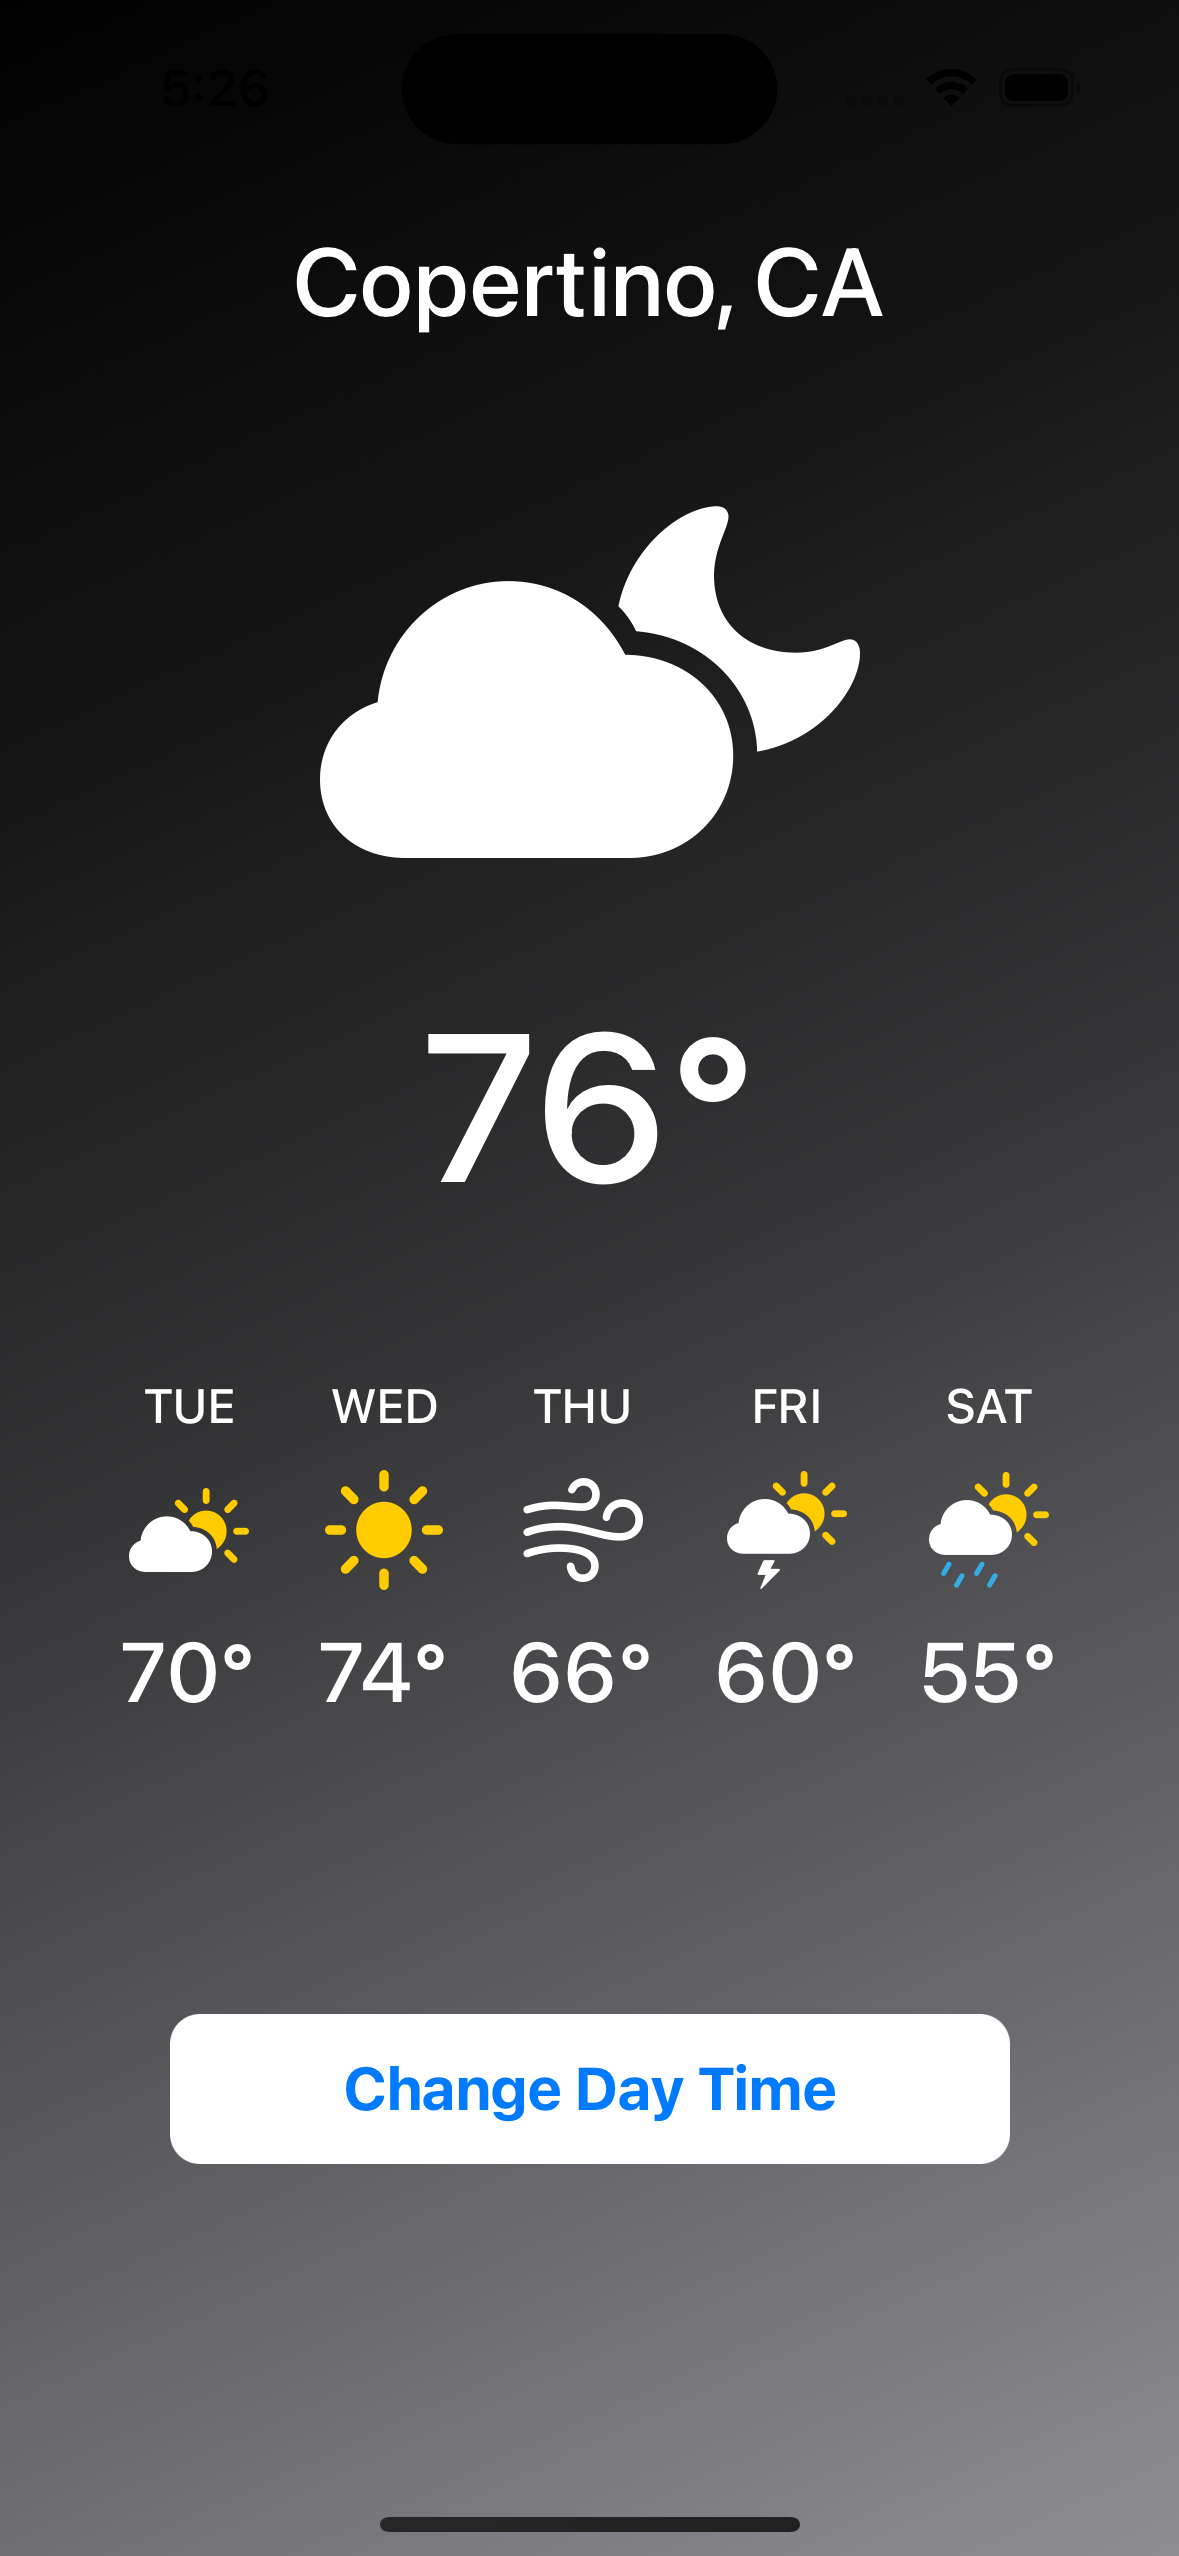 5:26
Copertino, CA
76°
TUE WED THU FRI SAT
70° 74° 66° 60° 55°
Change Day Time